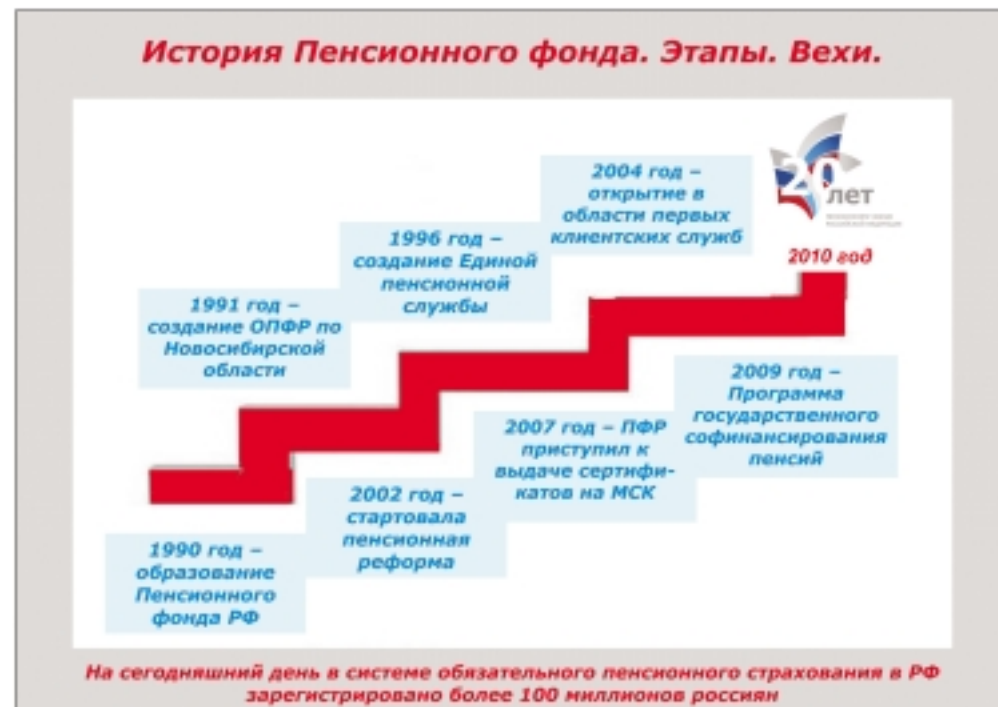 История Пенсионного фонда. Этапы. Вехи.
20
лет
2004 год –
открытие в
области первых
клиентских служб
2010 год
1996 год –
создание Единой
пенсионной
службы
1991 год –
создание ОПФР по
Новосибирской
области
2009 год –
Программа
государственного
софинансирования
пенсий
2007 год – ПФР
приступил к
выдаче сертифи-
катов на МСК
2002 год –
стартовала
пенсионная
реформа
1990 год –
образование
Пенсионного
фонда РФ
На сегодняшний день в системе обязательного пенсионного страхования в РФ
зарегистрировано более 100 миллионов россиян